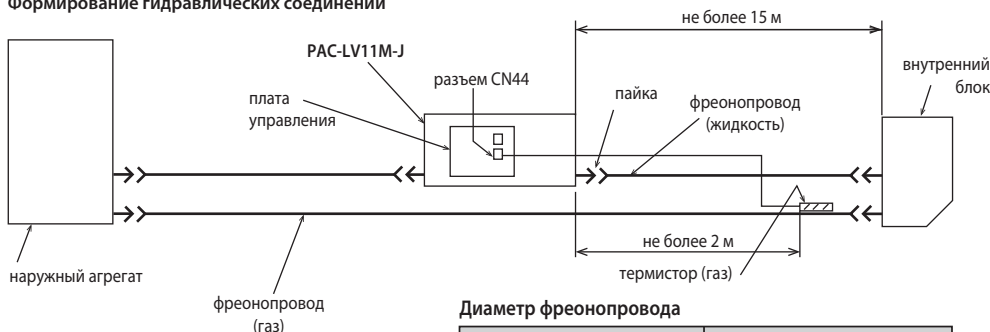 Формирование гидравлических соединений
не более 15 м
PAC-LV11M-J
разъем CN44
внутренний
блок
плата
управления
пайка
фреонопровод
(жидкость)
не более 2 м
наружный агрегат
термистор (газ)
фреонопровод
(газ)
Диаметр фреонопровода